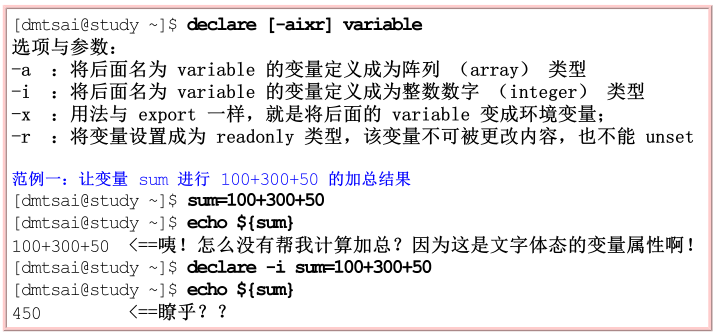 [dmtsai@study ~]$ declare [-aixr] variable
选项与参数：
-a  ：将后面名为 variable 的变量定义成为阵列 （array） 类型
-i  ：将后面名为 variable 的变量定义成为整数数字 （integer） 类型
-x  ：用法与 export 一样，就是将后面的 variable 变成环境变量；
-r  ：将变量设置成为 readonly 类型，该变量不可被更改内容，也不能 unset
范例一：让变量 sum 进行 100+300+50 的加总结果
[dmtsai@study ~]$ sum=100+300+50
[dmtsai@study ~]$ echo ${sum}
100+300+50  <==咦！怎么没有帮我计算加总？因为这是文字体态的变量属性啊！
[dmtsai@study ~]$ declare -i sum=100+300+50
[dmtsai@study ~]$ echo ${sum}
450         <==瞭乎？？